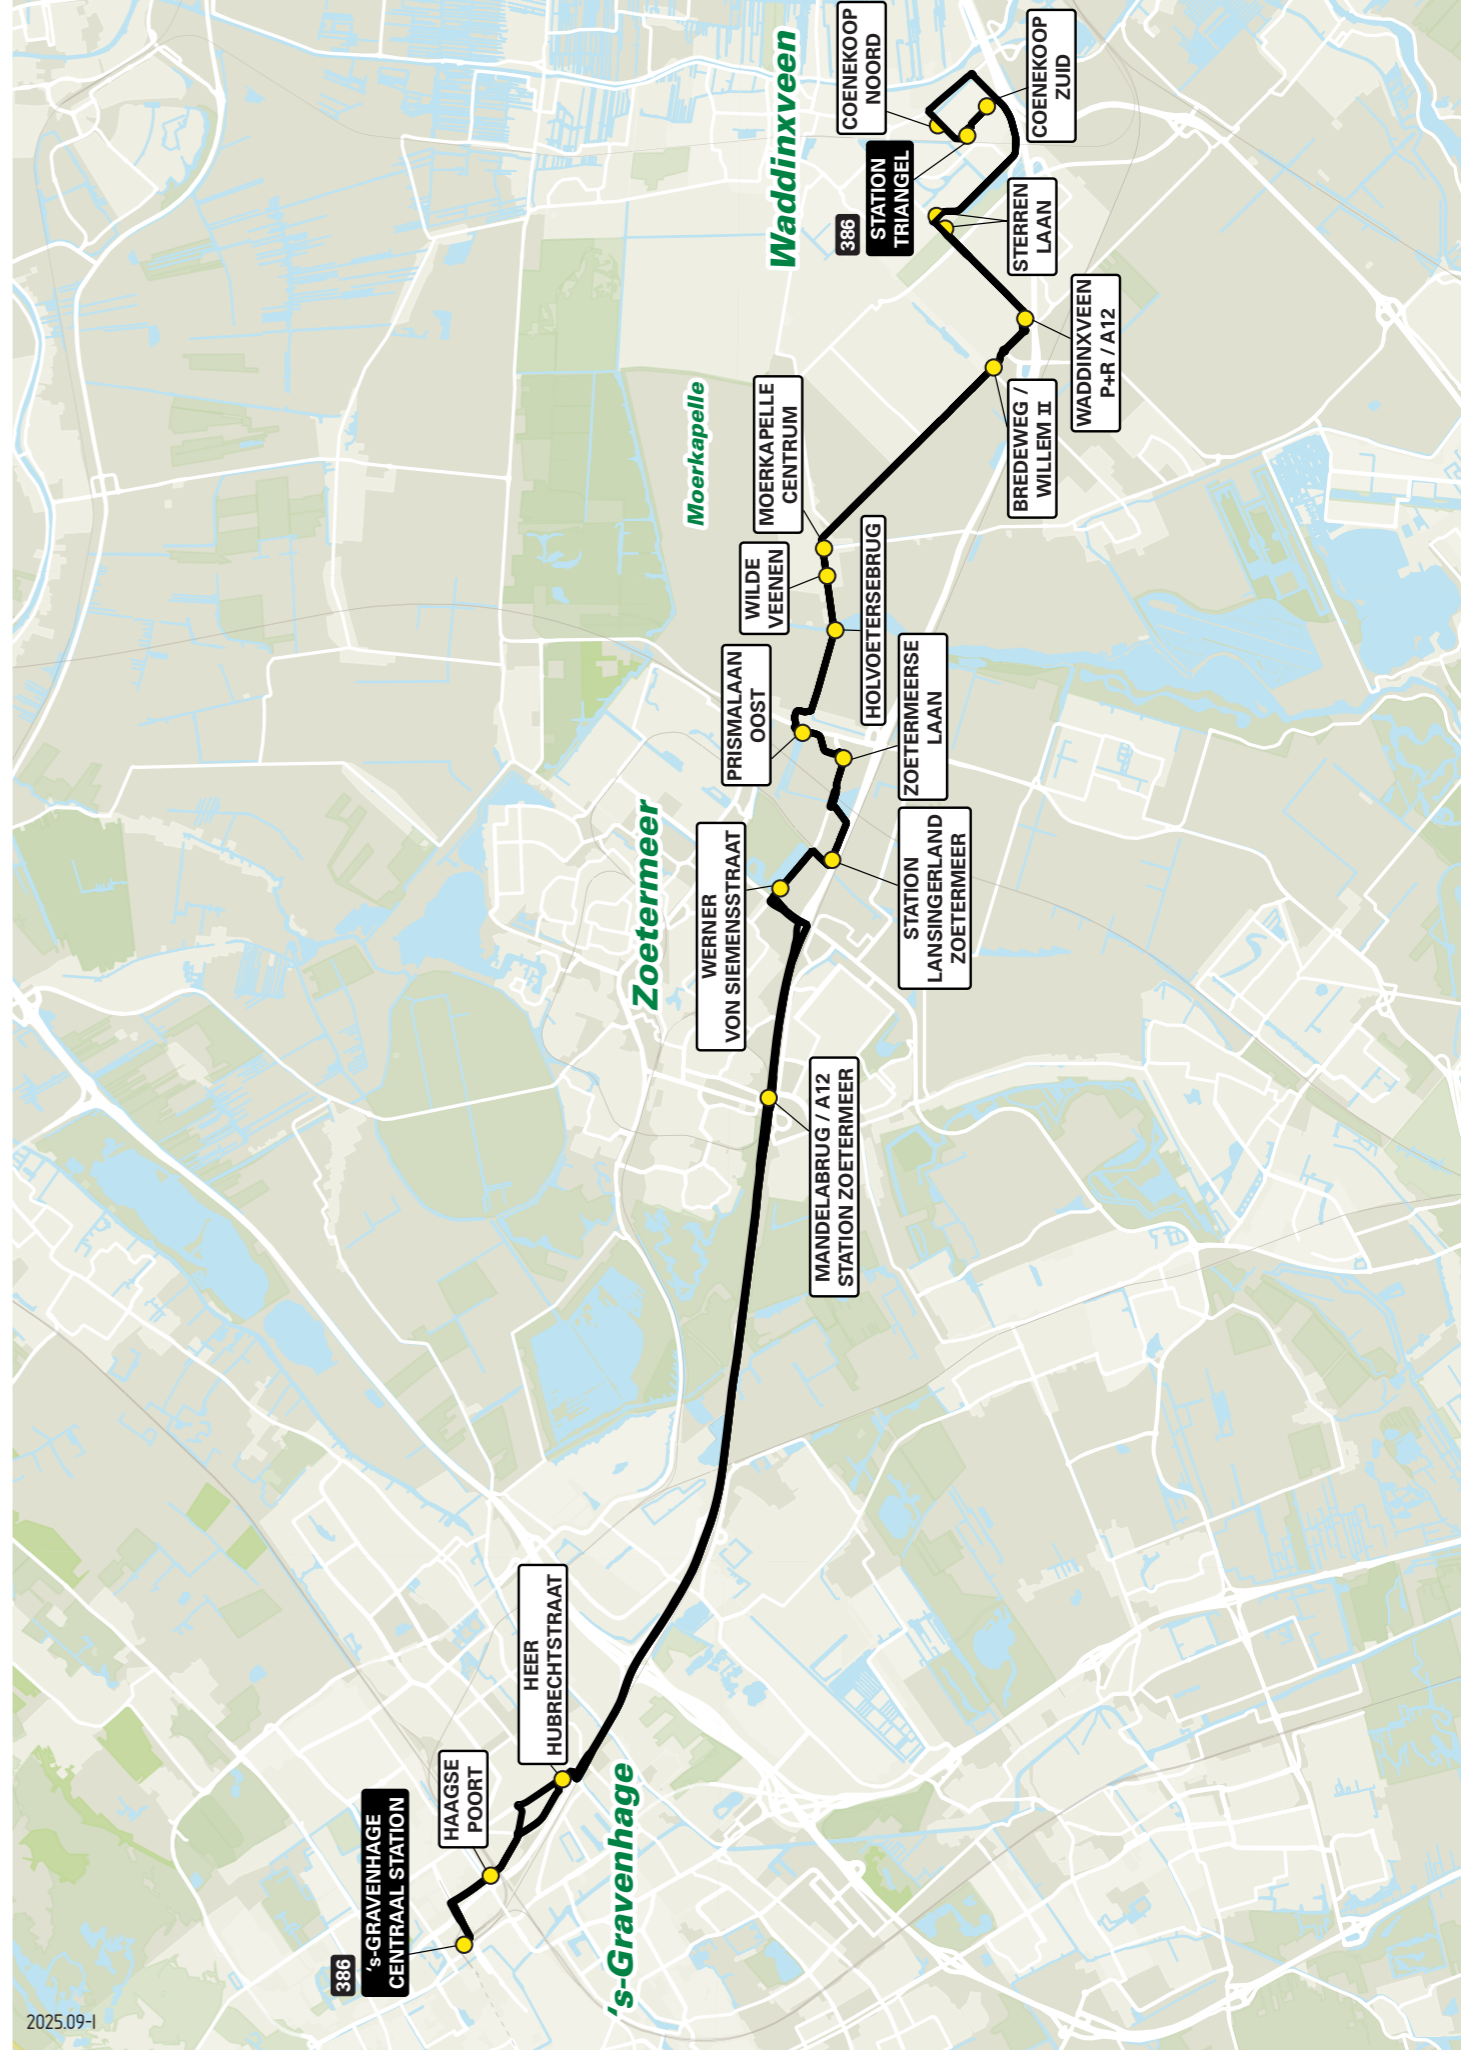 2025.09-I
386
's-GRAVENHAGE
CENTRAAL STATION
HAAGSE
POORT
HEER
HUBRECHTSTRAAT
's-Gravenhage
MANDELABRUG / A12
STATION ZOETERMEER
Zoetermeer
WERNER
VON SIEMENSSTRAAT
STATION
LANSINGERLAND
ZOETERMEER
ZOETERMEERSE
LAAN
PRISMALAAN
OOST
HOLVOETERSEBRUG
WILDE
VEENEN
MOERKAPELLE
CENTRUM
Moerkapelle
BREDEWEG /
WILLEM II
WADDINXVEEN
P+R / A12
STERREN
LAAN
Waddinxveen
386
STATION
TRIANGEL
COENEKOOP
NOORD
COENEKOOP
ZUID